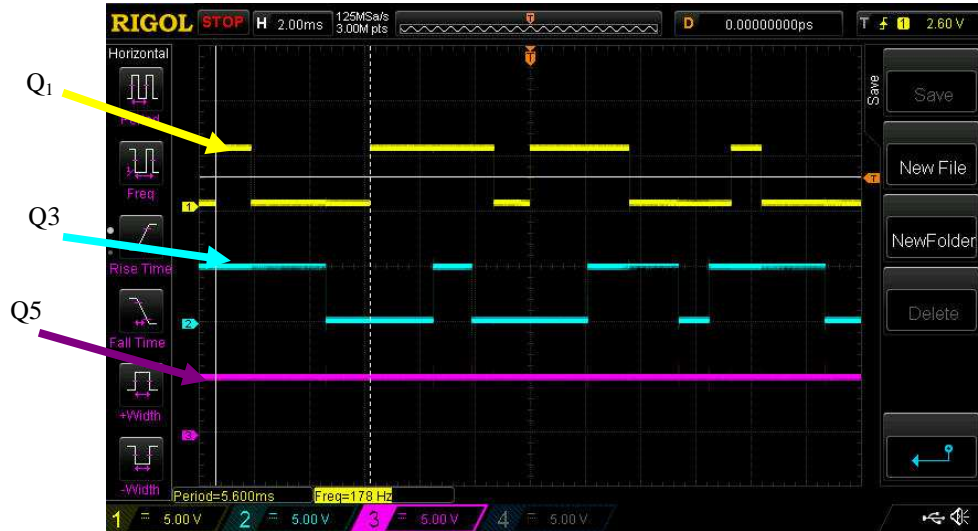 RIGOL STOP H 2.00ms 125MSa/s 3.00M pts T D 0.00000000ps T 1 2.60 V
Horizontal
T
Save
Save
Q1
Period
New File
Freq
T
1
Q3
NewFolder
Rise Time
Q5
2
Delete
Fall Time
+Width
3
-Width
Period=5.600ms Freq=178 Hz
1 5.00 V 2 5.00 V 3 5.00 V 4 5.00 V